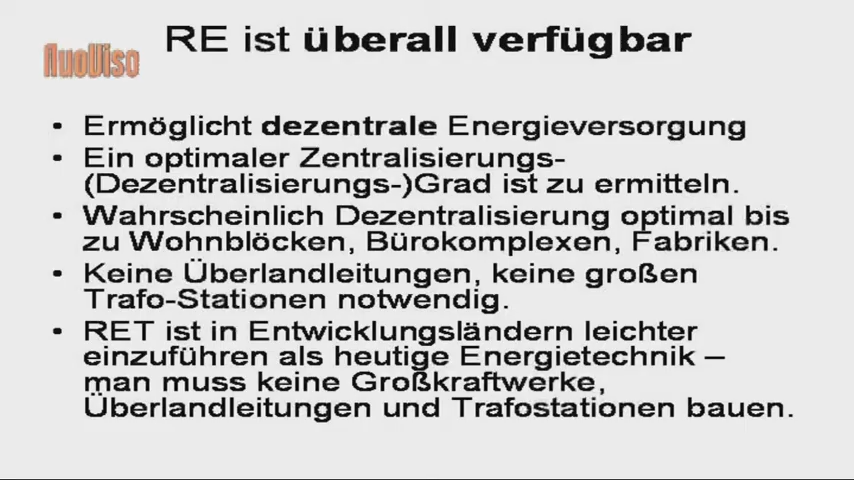 RE ist überall verfügbar
NuoViso
• Ermöglicht dezentrale Energieversorgung
• Ein optimaler Zentralisierungs-
(Dezentralisierungs-)Grad ist zu ermitteln.
• Wahrscheinlich Dezentralisierung optimal bis
zu Wohnblöcken, Bürokomplexen, Fabriken.
• Keine Überlandleitungen, keine großen
Trafo-Stationen notwendig.
• RET ist in Entwicklungsländern leichter
einzuführen als heutige Energietechnik –
man muss keine Großkraftwerke,
Überlandleitungen und Trafostationen bauen.